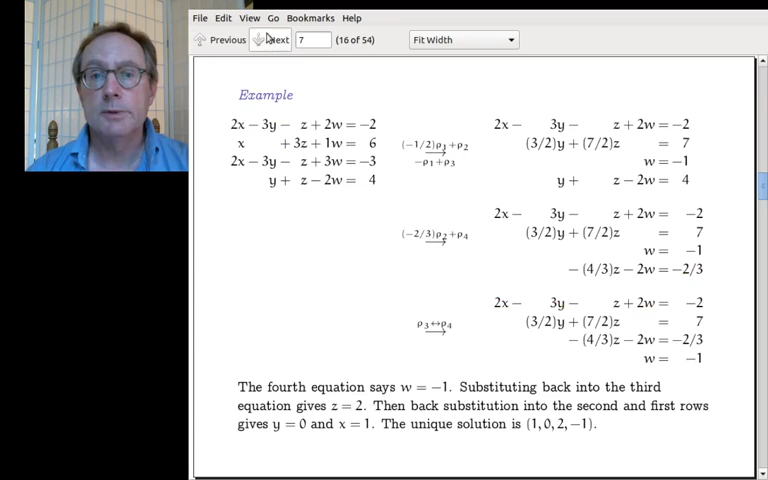 File Edit View Go Bookmarks Help
Previous Next 7 (16 of 54) Fit Width
Example
2x − 3y − z + 2w = −2
x + 3z + 1w = 6
2x − 3y − z + 3w = −3
y + z − 2w = 4
(−1/2)ρ₁+ρ₂
−ρ₁+ρ₃
2x − 3y − z + 2w = −2
(3/2)y + (7/2)z = 7
w = −1
y + z − 2w = 4
(−2/3)ρ₂+ρ₄
2x − 3y − z + 2w = −2
(3/2)y + (7/2)z = 7
w = −1
− (4/3)z − 2w = −2/3
ρ₃↔ρ₄
2x − 3y − z + 2w = −2
(3/2)y + (7/2)z = 7
− (4/3)z − 2w = −2/3
w = −1
The fourth equation says w = −1. Substituting back into the third
equation gives z = 2. Then back substitution into the second and first rows
gives y = 0 and x = 1. The unique solution is (1, 0, 2, −1).